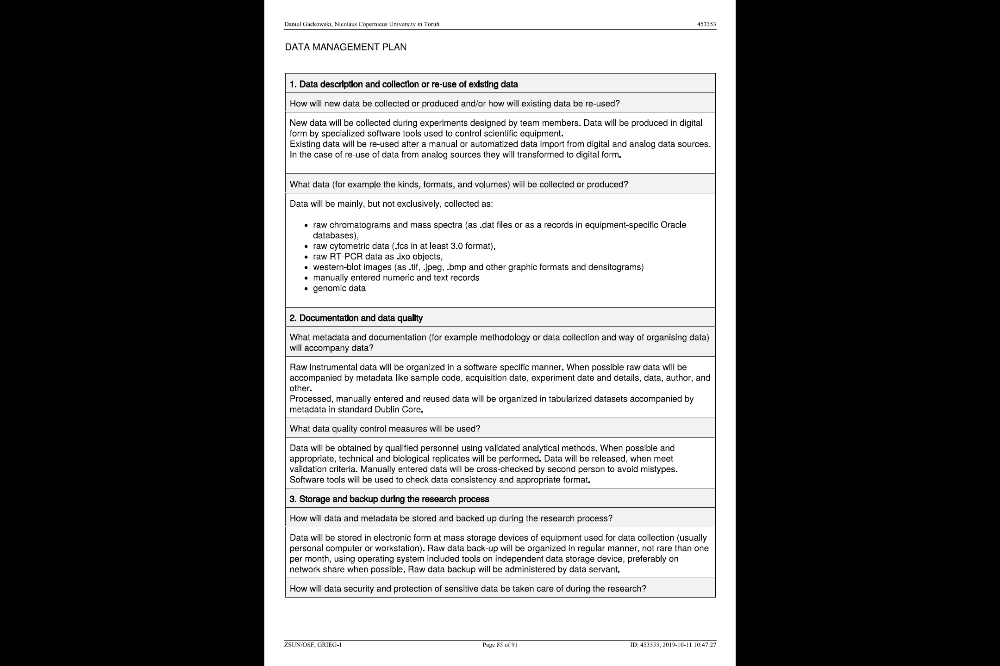 Daniel Gackowski, Nicolaus Copernicus University in Toruń 453353
DATA MANAGEMENT PLAN
1. Data description and collection or re-use of existing data
How will new data be collected or produced and/or how will existing data be re-used?
New data will be collected during experiments designed by team members. Data will be produced in digital
form by specialized software tools used to control scientific equipment.
Existing data will be re-used after a manual or automatized data import from digital and analog data sources.
In the case of re-use of data from analog sources they will transformed to digital form.
What data (for example the kinds, formats, and volumes) will be collected or produced?
Data will be mainly, but not exclusively, collected as:
• raw chromatograms and mass spectra (as .dat files or as a records in equipment-specific Oracle
databases),
• raw cytometric data (.fcs in at least 3.0 format),
• raw RT-PCR data as .ixo objects,
• western-blot images (as .tif, .jpeg, .bmp and other graphic formats and densitograms)
• manually entered numeric and text records
• genomic data
2. Documentation and data quality
What metadata and documentation (for example methodology or data collection and way of organising data)
will accompany data?
Raw instrumental data will be organized in a software-specific manner. When possible raw data will be
accompanied by metadata like sample code, acquisition date, experiment date and details, data, author, and
other.
Processed, manually entered and reused data will be organized in tabularized datasets accompanied by
metadata in standard Dublin Core.
What data quality control measures will be used?
Data will be obtained by qualified personnel using validated analytical methods. When possible and
appropriate, technical and biological replicates will be performed. Data will be released, when meet
validation criteria. Manually entered data will be cross-checked by second person to avoid mistypes.
Software tools will be used to check data consistency and appropriate format.
3. Storage and backup during the research process
How will data and metadata be stored and backed up during the research process?
Data will be stored in electronic form at mass storage devices of equipment used for data collection (usually
personal computer or workstation). Raw data back-up will be organized in regular manner, not rare than one
per month, using operating system included tools on independent data storage device, preferably on
network share when possible. Raw data backup will be administered by data servant.
How will data security and protection of sensitive data be taken care of during the research?
ZSUN/OSF, GRIEG-1 Page 85 of 91 ID: 453353, 2019-10-11 10:47:27